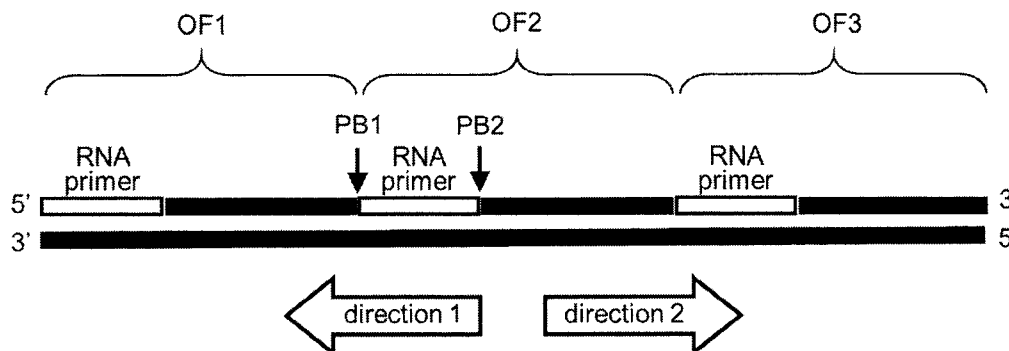 OF1 OF2 OF3
PB1 PB2
RNA primer RNA primer RNA primer
5' 3
3' 5
direction 1 direction 2